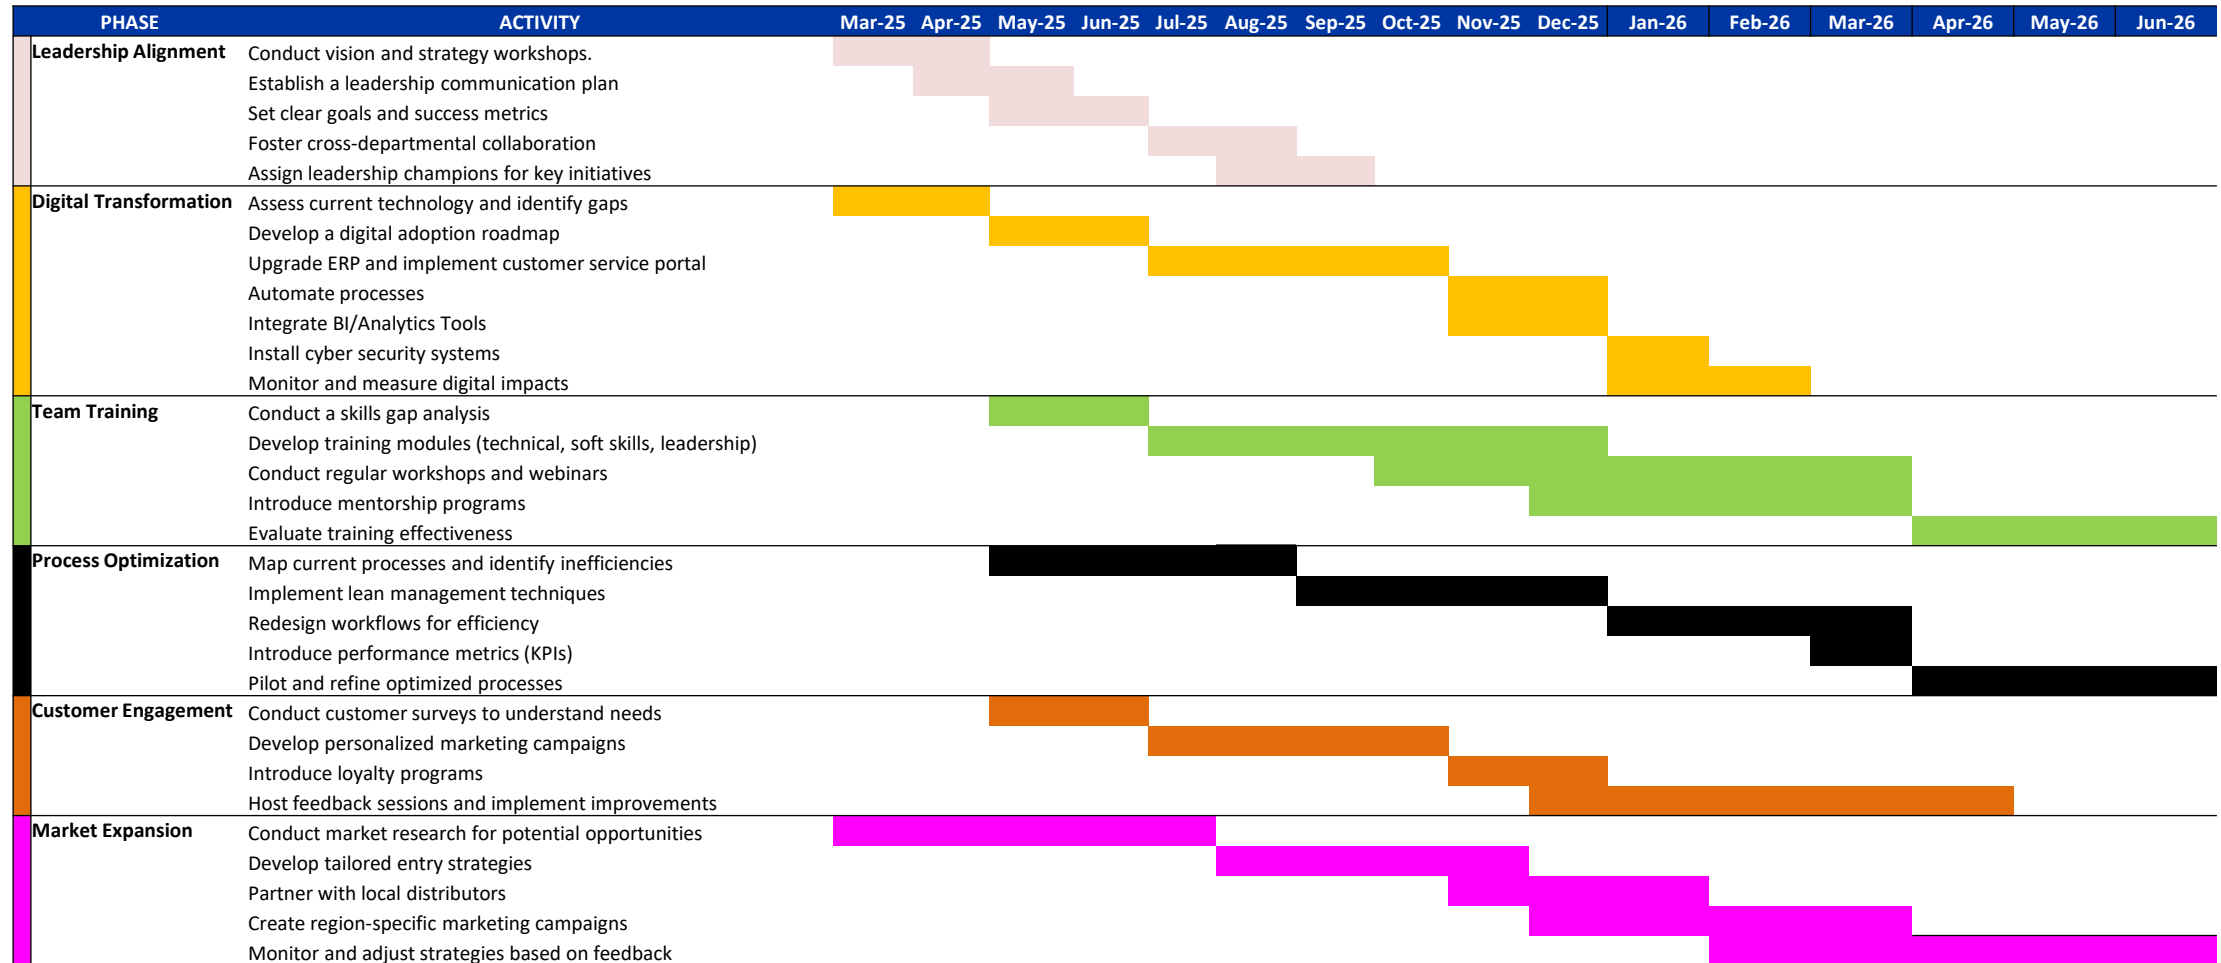 PHASE ACTIVITY Mar-25 Apr-25 May-25 Jun-25 Jul-25 Aug-25 Sep-25 Oct-25 Nov-25 Dec-25 Jan-26 Feb-26 Mar-26 Apr-26 May-26 Jun-26
Leadership Alignment Conduct vision and strategy workshops.
Establish a leadership communication plan
Set clear goals and success metrics
Foster cross-departmental collaboration
Assign leadership champions for key initiatives
Digital Transformation Assess current technology and identify gaps
Develop a digital adoption roadmap
Upgrade ERP and implement customer service portal
Automate processes
Integrate BI/Analytics Tools
Install cyber security systems
Monitor and measure digital impacts
Team Training Conduct a skills gap analysis
Develop training modules (technical, soft skills, leadership)
Conduct regular workshops and webinars
Introduce mentorship programs
Evaluate training effectiveness
Process Optimization Map current processes and identify inefficiencies
Implement lean management techniques
Redesign workflows for efficiency
Introduce performance metrics (KPIs)
Pilot and refine optimized processes
Customer Engagement Conduct customer surveys to understand needs
Develop personalized marketing campaigns
Introduce loyalty programs
Host feedback sessions and implement improvements
Market Expansion Conduct market research for potential opportunities
Develop tailored entry strategies
Partner with local distributors
Create region-specific marketing campaigns
Monitor and adjust strategies based on feedback